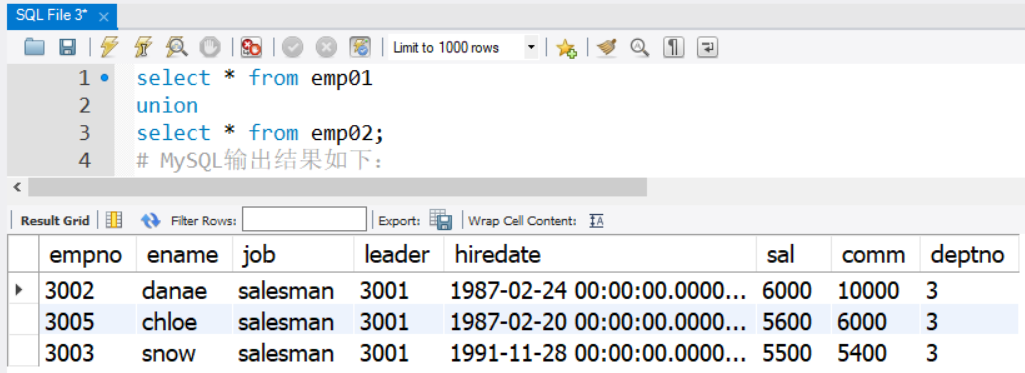 SQL File 3*
Limit to 1000 rows
1 select * from emp01
2 union
3 select * from emp02;
4 # MySQL输出结果如下：
Result Grid Filter Rows: Export: Wrap Cell Content:
empno ename job leader hiredate sal comm deptno
3002 danae salesman 3001 1987-02-24 00:00:00.0000... 6000 10000 3
3005 chloe salesman 3001 1987-02-20 00:00:00.0000... 5600 6000 3
3003 snow salesman 3001 1991-11-28 00:00:00.0000... 5500 5400 3